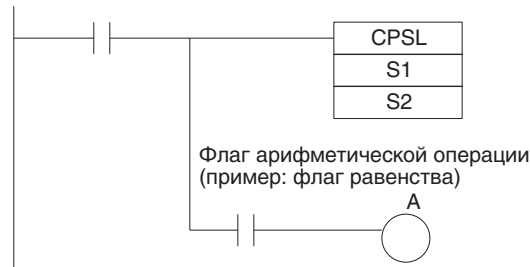 CPSL
S1
S2
Флаг арифметической операции
(пример: флаг равенства)
A